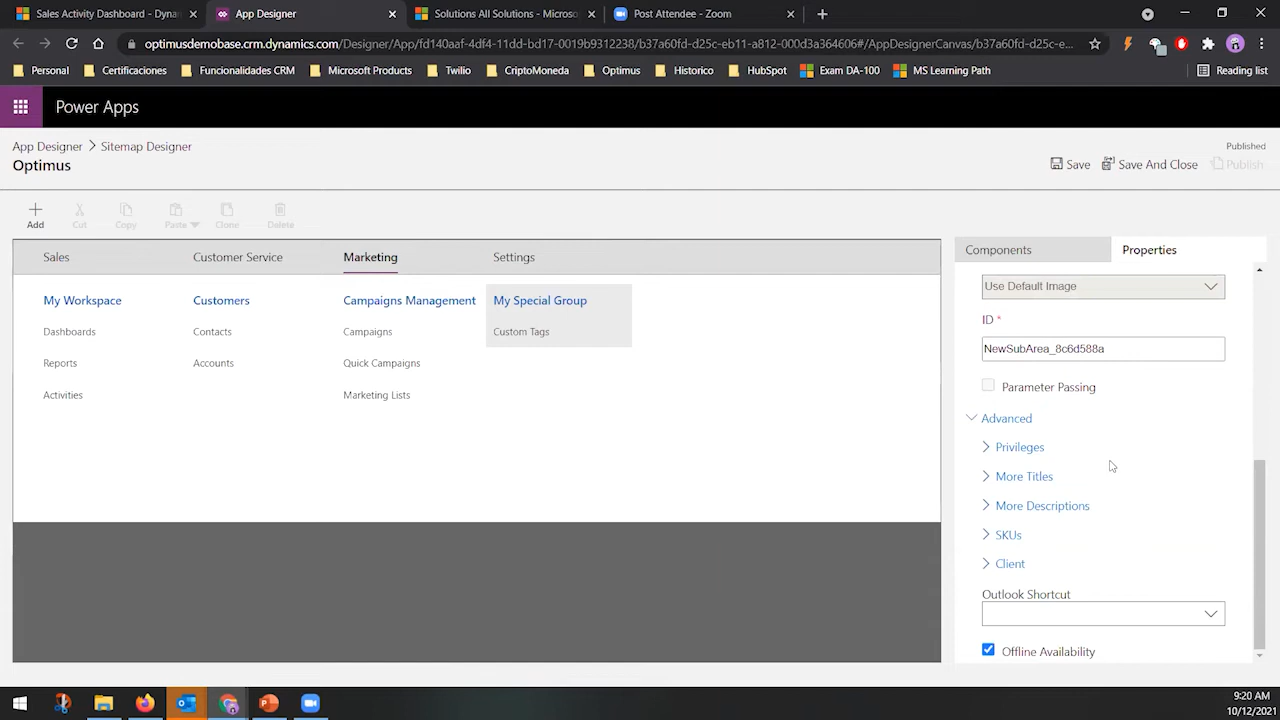 Sales Activity Dashboard - Dyna
App Designer
Solutions All Solutions - Microso
Post Attendee - Zoom
optimusdemobase.crm.dynamics.com/Designer/App/fd140aaf-4df4-11dd-bd17-0019b9312238/b37a60fd-d25c-eb11-a812-000d3a364606#/AppDesignerCanvas/b37a60fd-d25c-e...
Personal
Certificaciones
Funcionalidades CRM
Microsoft Products
Twilio
CriptoMoneda
Optimus
Historico
HubSpot
Exam DA-100
MS Learning Path
Reading list
Power Apps
App Designer > Sitemap Designer
Published
Optimus
Save
Save And Close
Publish
Add
Cut
Copy
Paste
Clone
Delete
Sales
Customer Service
Marketing
Settings
Components
Properties
My Workspace
Customers
Campaigns Management
My Special Group
Dashboards
Contacts
Campaigns
Custom Tags
Reports
Accounts
Quick Campaigns
Activities
Marketing Lists
Use Default Image
ID *
NewSubArea_8c6d588a
Parameter Passing
Advanced
Privileges
More Titles
More Descriptions
SKUs
Client
Outlook Shortcut
Offline Availability
9:20 AM
10/12/2021